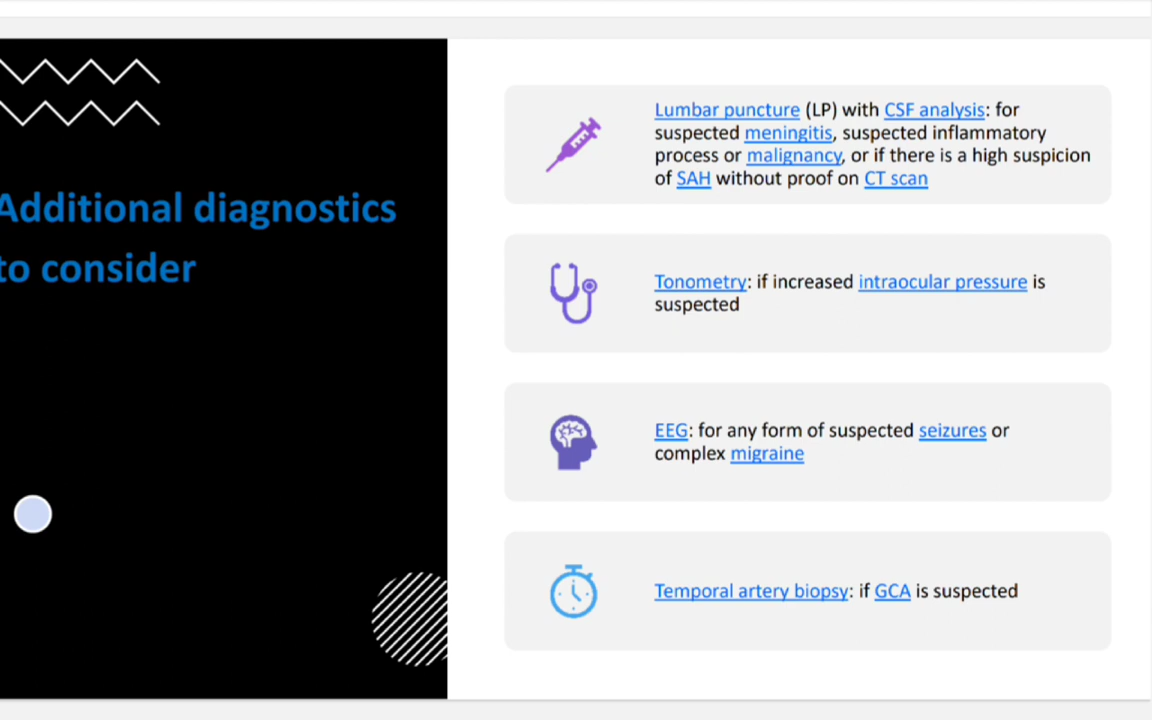 Additional diagnostics
to consider
Lumbar puncture (LP) with CSF analysis: for
suspected meningitis, suspected inflammatory
process or malignancy, or if there is a high suspicion
of SAH without proof on CT scan
Tonometry: if increased intraocular pressure is
suspected
EEG: for any form of suspected seizures or
complex migraine
Temporal artery biopsy: if GCA is suspected